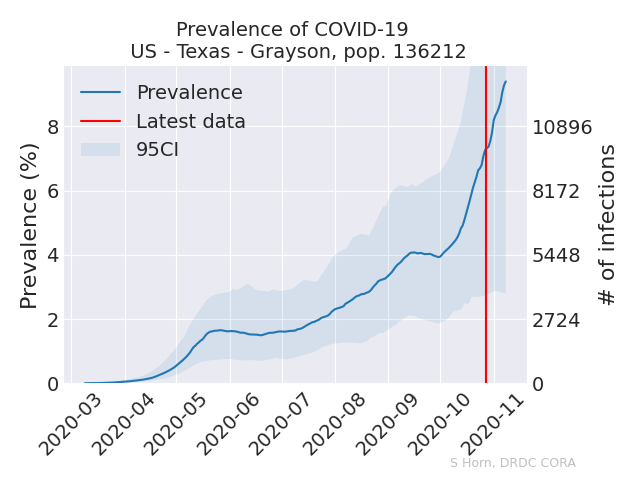 Prevalence of COVID-19
US - Texas - Grayson, pop. 136212
Prevalence
Latest data
95CI
Prevalence (%)
8
6
4
2
0
10896
8172
5448
2724
0
# of infections
2020-03
2020-04
2020-05
2020-06
2020-07
2020-08
2020-09
2020-10
2020-11
S Horn, DRDC CORA